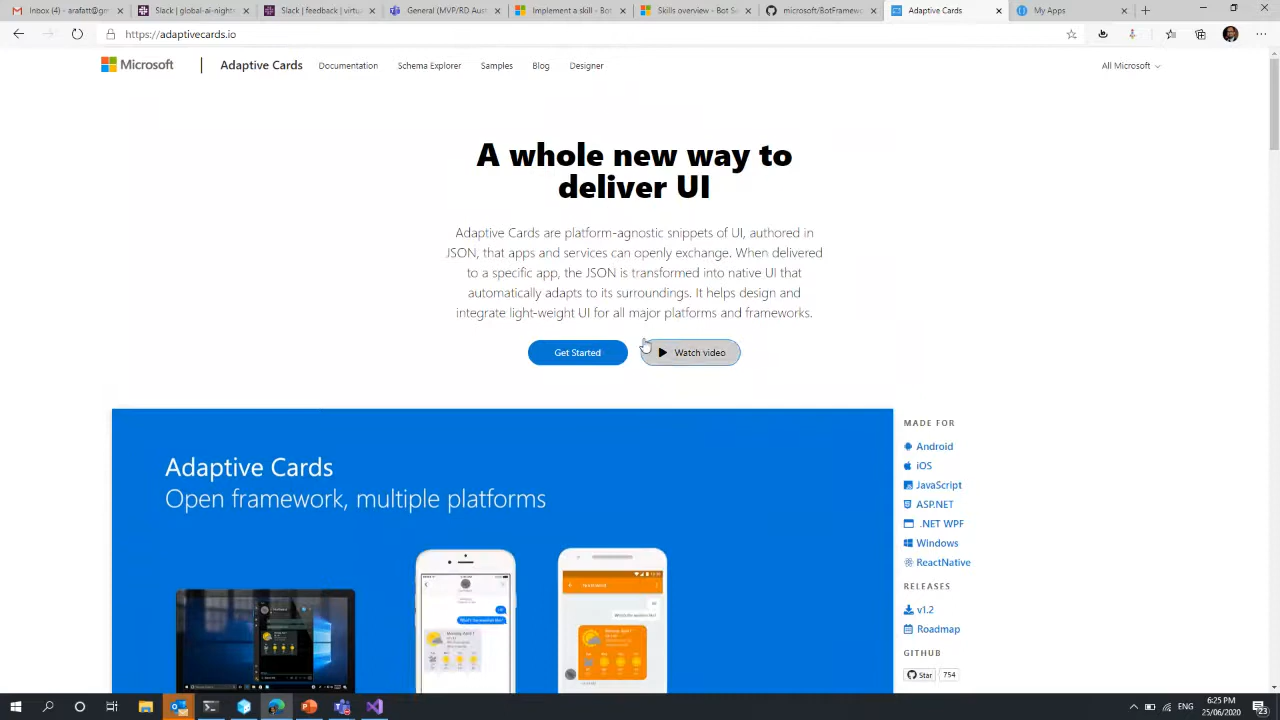 Inbox (4) - arafat@
Slack | global-ai-nights
Slack | feedback | virtua
General (MVP/RD Aust
Implement a skill - Bot
Skills overview - Bot Se
microsoft/BotFramew
Adaptive Cards
My Apps
https://adaptivecards.io
Microsoft
Adaptive Cards
Documentation
Schema Explorer
Samples
Blog
Designer
All Microsoft
A whole new way to
deliver UI
Adaptive Cards are platform-agnostic snippets of UI, authored in
JSON, that apps and services can openly exchange. When delivered
to a specific app, the JSON is transformed into native UI that
automatically adapts to its surroundings. It helps design and
integrate light-weight UI for all major platforms and frameworks.
Get Started
Watch video
Adaptive Cards
Open framework, multiple platforms
MADE FOR
Android
iOS
JavaScript
ASP.NET
.NET WPF
Windows
ReactNative
RELEASES
v1.2
Roadmap
GITHUB
Star 754
ENG
6:25 PM
25/06/2020
23